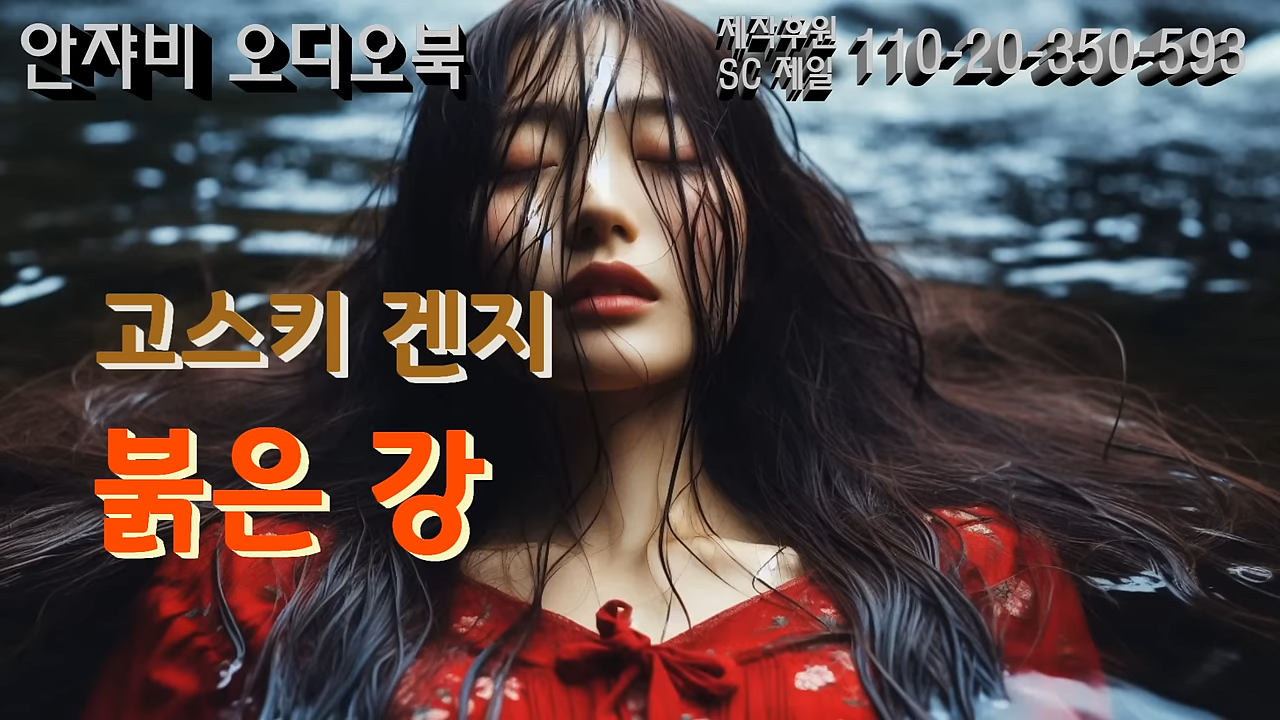 안쟈비 오디오북
제작후원
SC 제일
110-20-350-593
고스키 겐지
붉은 강